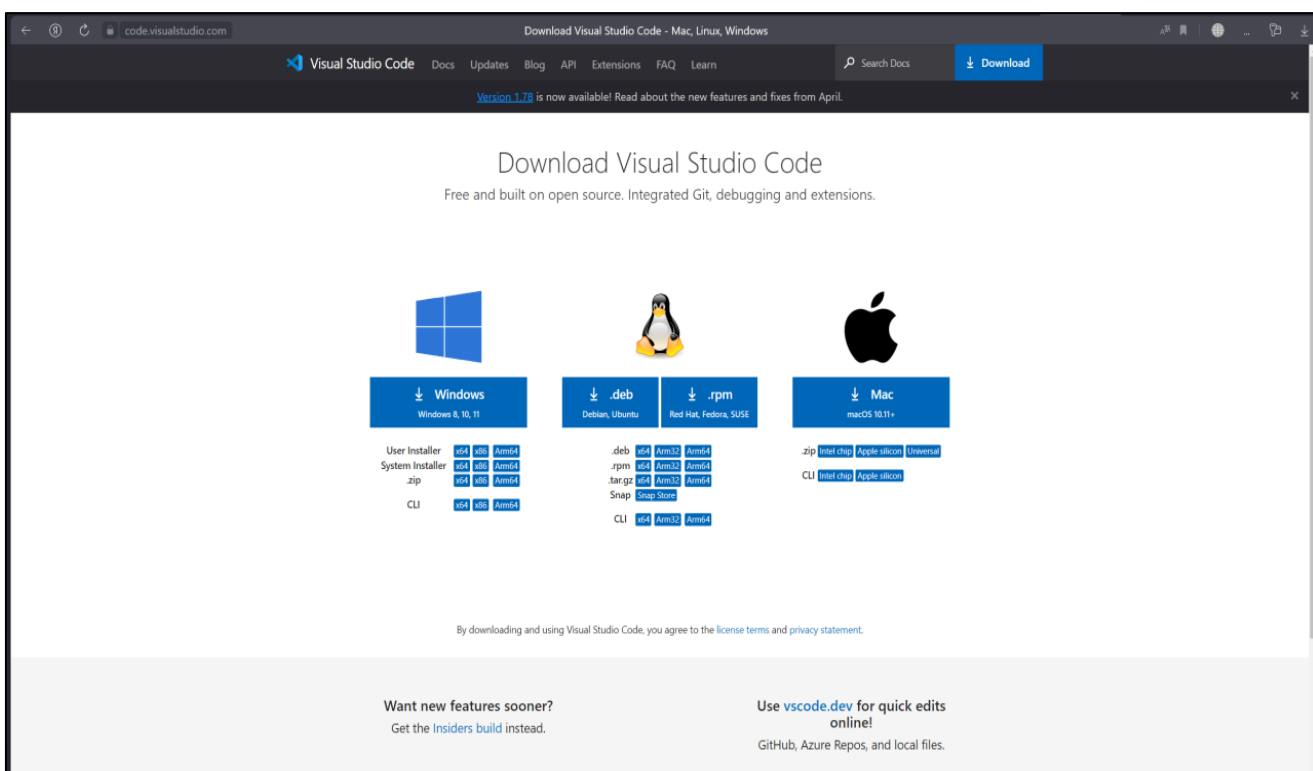 code.visualstudio.com
Download Visual Studio Code - Mac, Linux, Windows
Visual Studio Code Docs Updates Blog API Extensions FAQ Learn Search Docs Download
Version 1.78 is now available! Read about the new features and fixes from April.
Download Visual Studio Code
Free and built on open source. Integrated Git, debugging and extensions.
Windows
Windows 8, 10, 11
User Installer x64 x86 Arm64
System Installer x64 x86 Arm64
.zip x64 x86 Arm64
CLI x64 x86 Arm64
.deb
Debian, Ubuntu
.rpm
Red Hat, Fedora, SUSE
.deb x64 Arm32 Arm64
.rpm x64 Arm32 Arm64
.tar.gz x64 Arm32 Arm64
Snap Snap Store
CLI x64 Arm32 Arm64
Mac
macOS 10.11+
.zip Intel chip Apple silicon Universal
CLI Intel chip Apple silicon
By downloading and using Visual Studio Code, you agree to the license terms and privacy statement.
Want new features sooner?
Get the Insiders build instead.
Use vscode.dev for quick edits
online!
GitHub, Azure Repos, and local files.